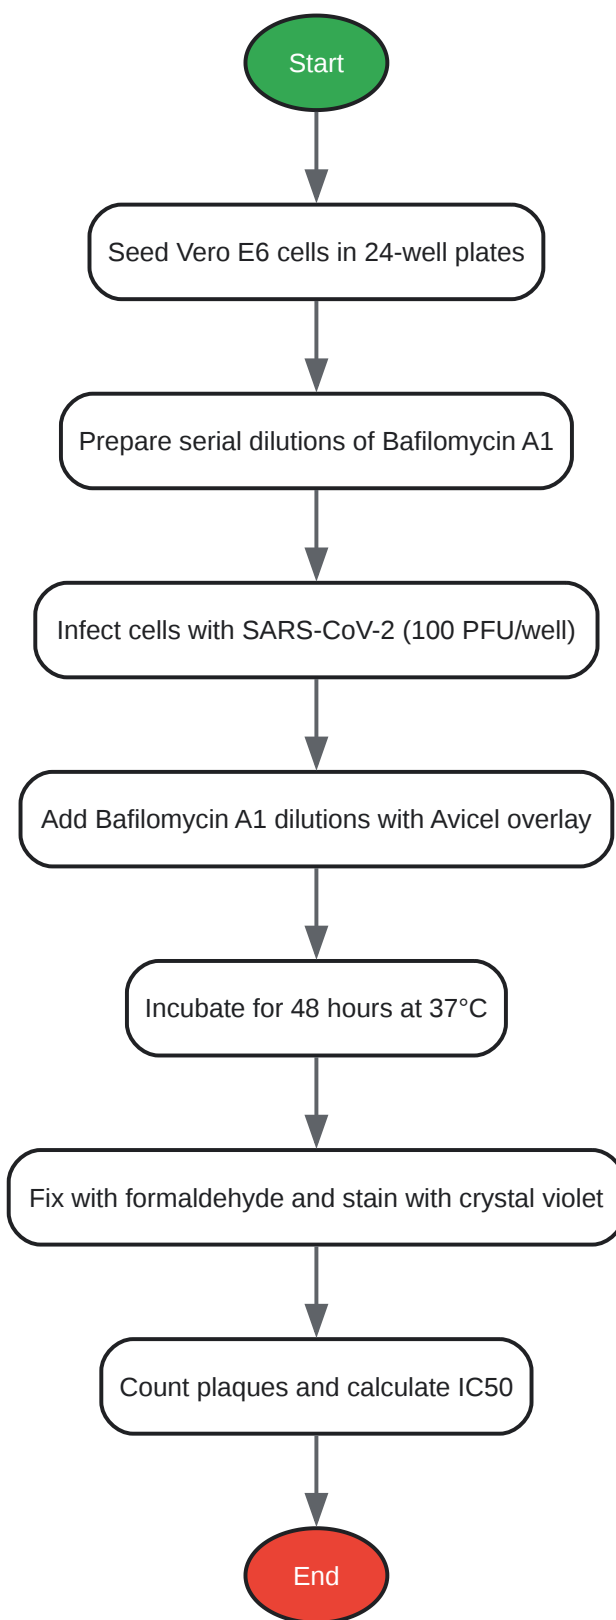 Start
Seed Vero E6 cells in 24-well plates
Prepare serial dilutions of Bafilomycin A1
Infect cells with SARS-CoV-2 (100 PFU/well)
Add Bafilomycin A1 dilutions with Avicel overlay
Incubate for 48 hours at 37°C
Fix with formaldehyde and stain with crystal violet
Count plaques and calculate IC50
End